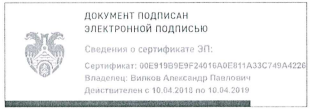 ДОКУМЕНТ ПОДПИСАН
ЭЛЕКТРОННОЙ ПОДПИСЬЮ
Сведения о сертификате ЭП:
Сертификат: 00E919B9E9F24016A0E811A33C749A4226
Владелец: Вилков Александр Павлович
Действителен с 10.04.2018 по 10.04.2019